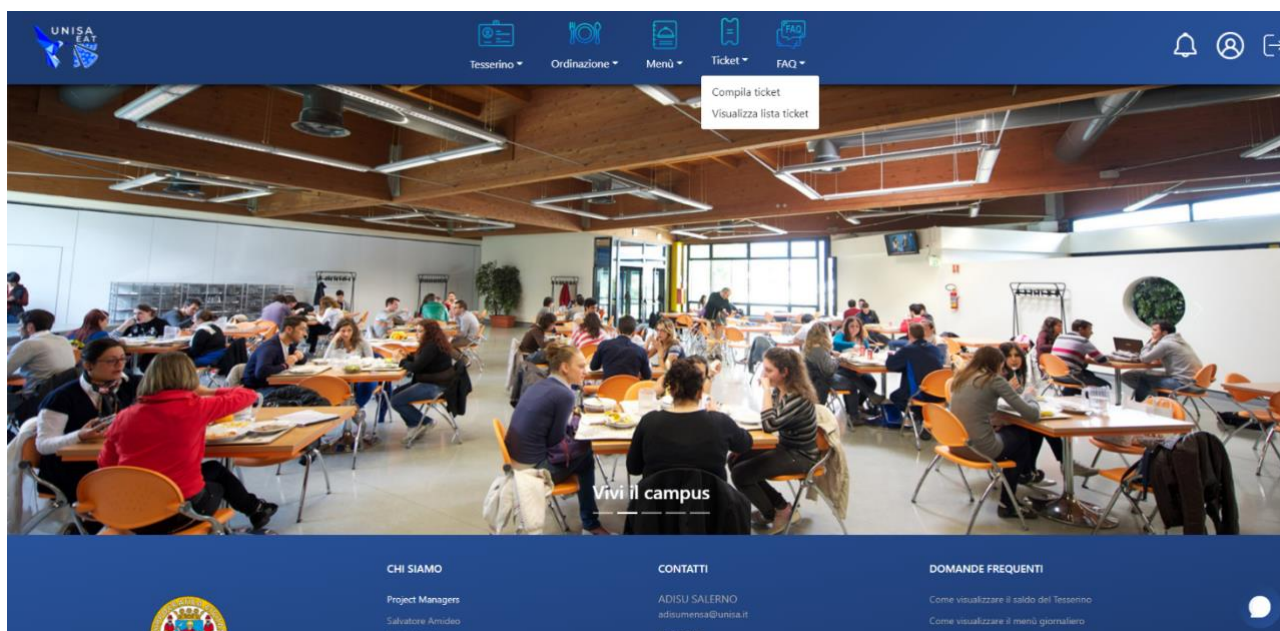 UNISA
EAT
Tesserino
Ordinazione
Menù
Ticket
FAQ
FAQ
Compila ticket
Visualizza lista ticket
Vivi il campus
CHI SIAMO
Project Managers
Salvatore Amideo
CONTATTI
ADISU SALERNO
adisumensa@unisa.it
DOMANDE FREQUENTI
Come visualizzare il saldo del Tesserino
Come visualizzare il menù giornaliero